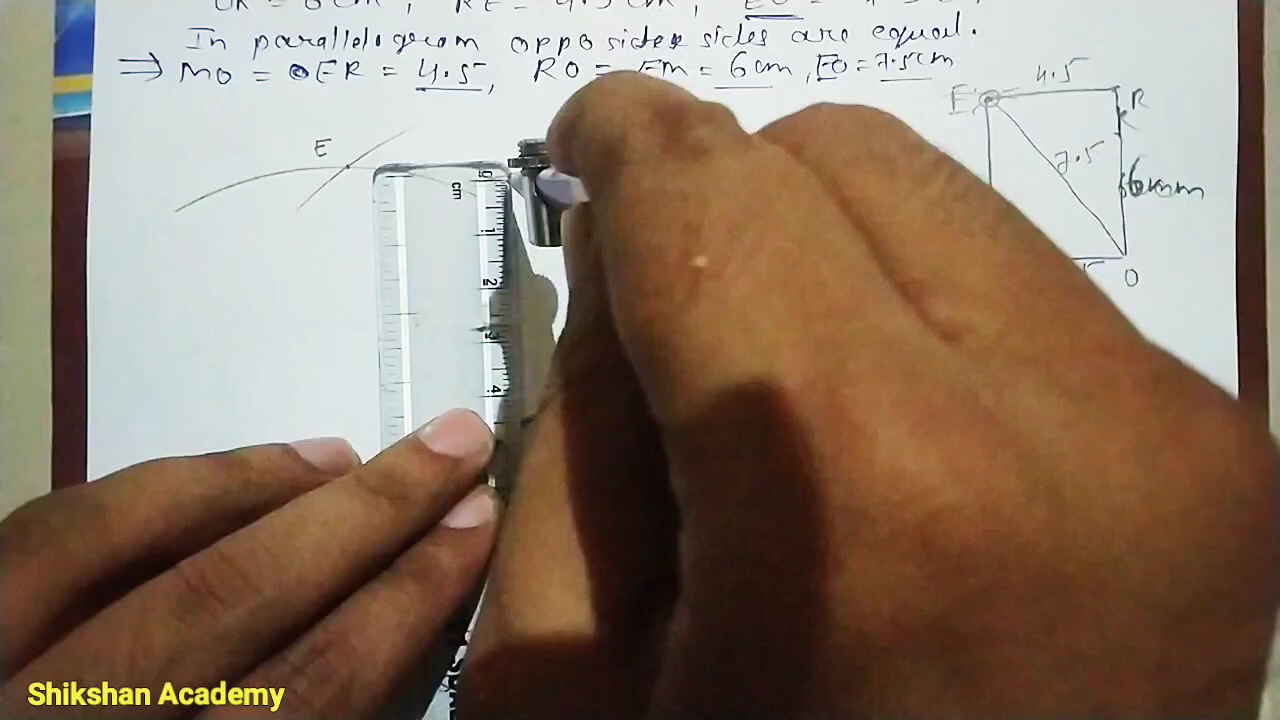 In parallelogram opposites sides are equal.
⇒ MO = ER = 4.5, RO = EM = 6cm, EO = 7.5cm
E
cm
0
1
2
3
4
E
4.5
R
7.5
6cm
O
Shikshan Academy